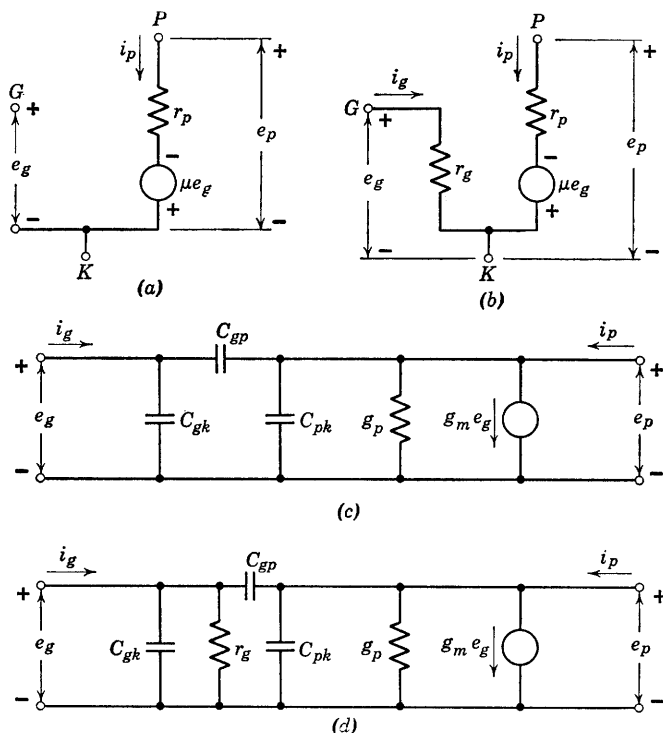 P
i_p
+
G
+
r_p
e_p
e_g
−
μe_g
−
+
−
K
(a)
P
i_p
+
i_g
G
+
r_p
e_p
e_g
r_g
−
μe_g
+
−
K
−
(b)
i_g
C_gp
i_p
+
+
e_g
C_gk
C_pk
g_p
g_m e_g
e_p
−
−
(c)
i_g
C_gp
i_p
+
+
e_g
C_gk
r_g
C_pk
g_p
g_m e_g
e_p
−
−
(d)